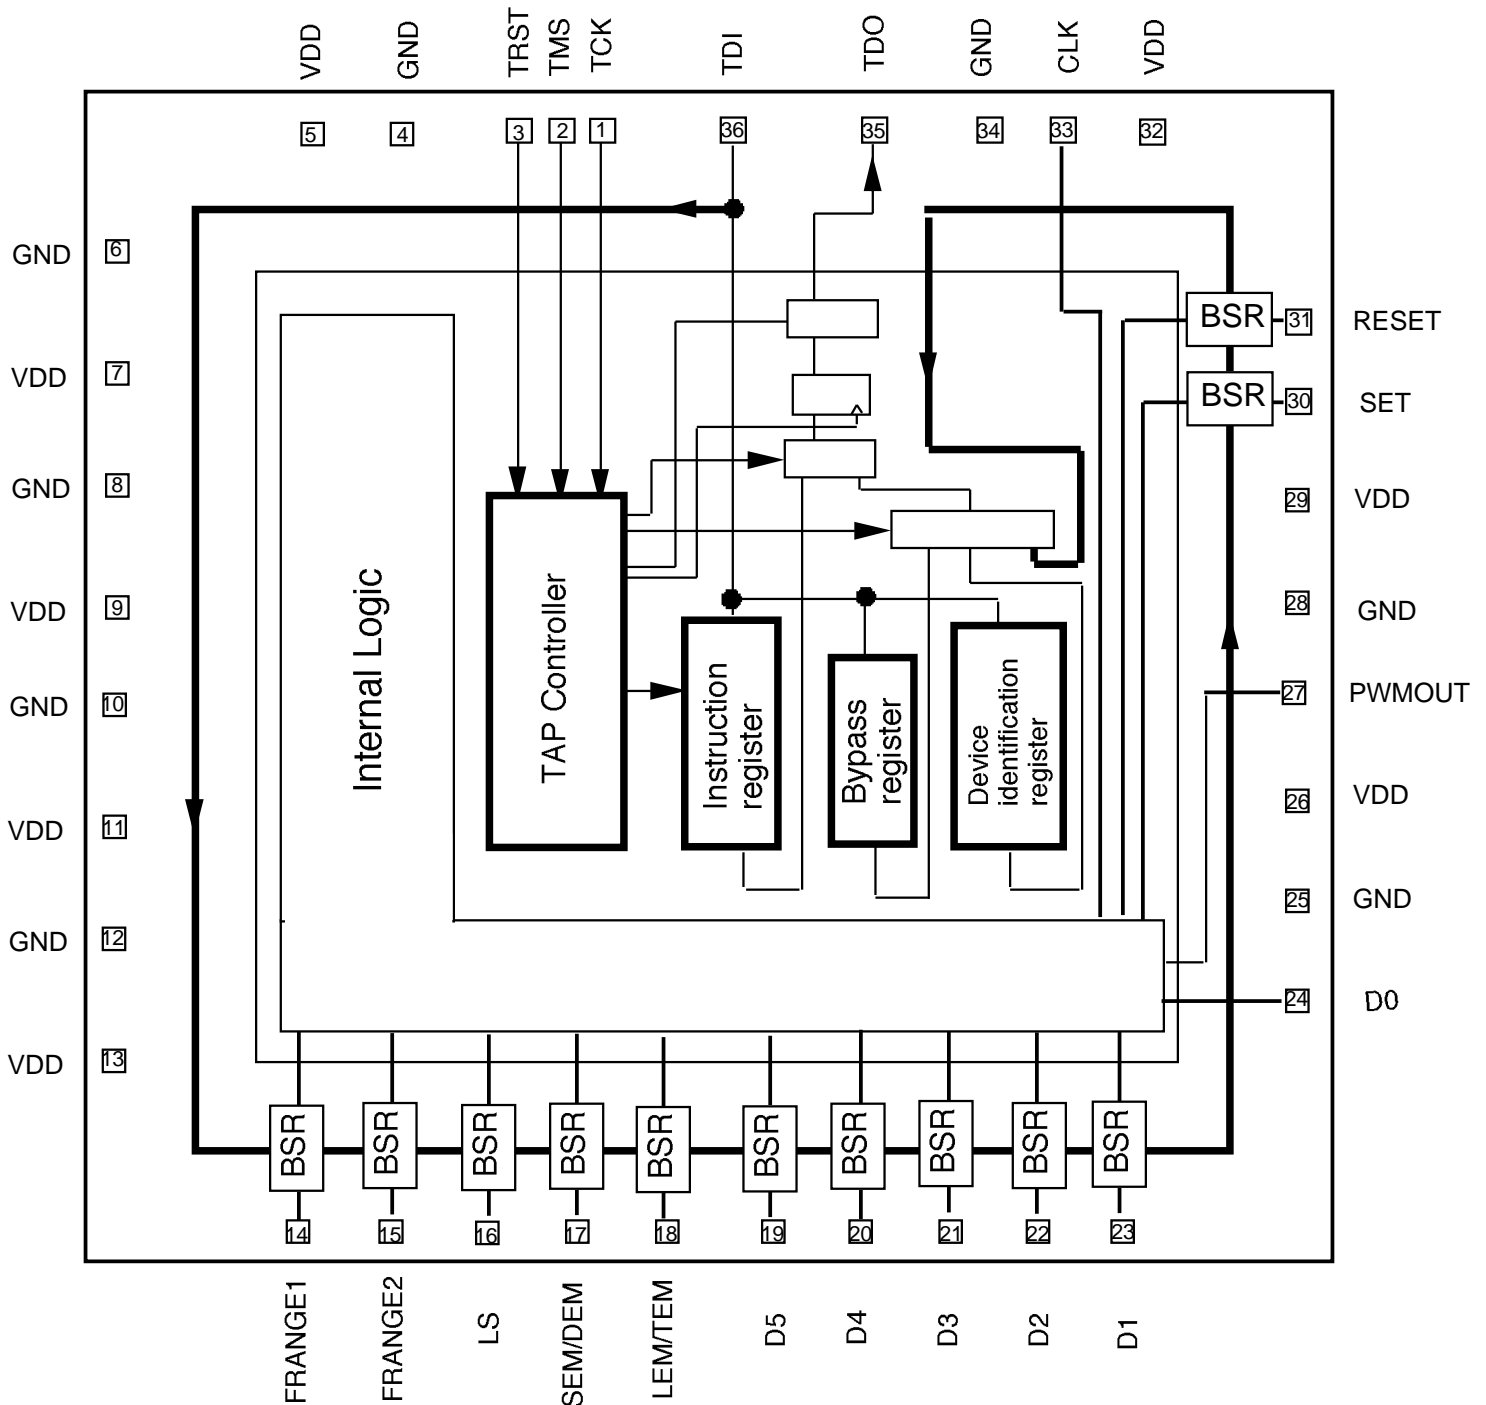 VDD
GND
TRST
TMS
TCK
TDI
TDO
GND
CLK
VDD
5
4
3
2
1
36
35
34
33
32
GND 6
VDD 7
GND 8
VDD 9
GND 10
VDD 11
GND 12
VDD 13
BSR 31 RESET
BSR 30 SET
29 VDD
28 GND
27 PWMOUT
26 VDD
25 GND
24 D0
Internal Logic
TAP Controller
Instruction
register
Bypass
register
Device
identification
register
BSR
BSR
BSR
BSR
BSR
BSR
BSR
BSR
BSR
BSR
14
15
16
17
18
19
20
21
22
23
FRANGE1
FRANGE2
LS
SEM/DEM
LEM/TEM
D5
D4
D3
D2
D1